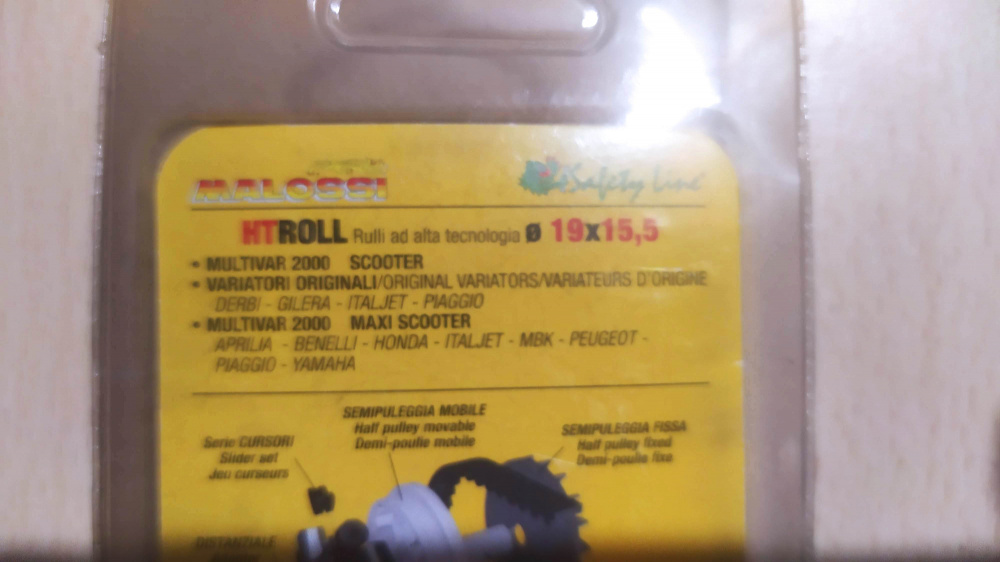 MALOSSI
Safety Line
HTROLL Rulli ad alta tecnologia Ø 19x15,5
• MULTIVAR 2000 SCOOTER
• VARIATORI ORIGINALI/ORIGINAL VARIATORS/VARIATEURS D'ORIGINE
DERBI - GILERA - ITALJET - PIAGGIO
• MULTIVAR 2000 MAXI SCOOTER
APRILIA - BENELLI - HONDA - ITALJET - MBK - PEUGEOT -
PIAGGIO - YAMAHA
SEMIPULEGGIA MOBILE
Half pulley movable
Demi-poulie mobile
SEMIPULEGGIA FISSA
Half pulley fixed
Demi-poulie fixe
Serie CURSORI
Slider set
Jeu curseurs
DISTANZIALE